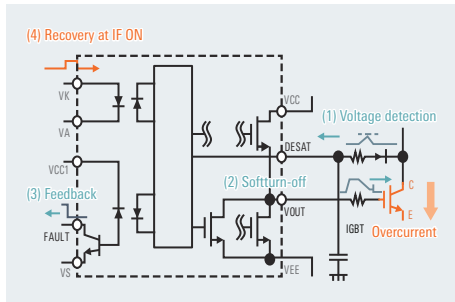 (4) Recovery at IF ON
VK
VA
VCC1
(3) Feedback
FAULT
VS
VCC
(1) Voltage detection
DESAT
(2) Softturn-off
VOUT
C
E
IGBT
Overcurrent
VEE